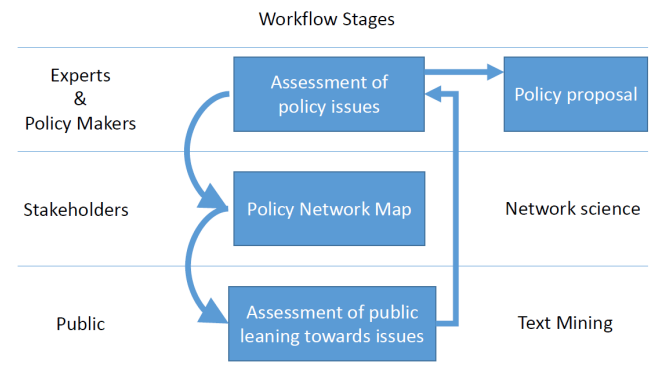 Workflow Stages
Experts
&
Policy Makers
Assessment of
policy issues
Policy proposal
Stakeholders
Policy Network Map
Network science
Public
Assessment of public
leaning towards issues
Text Mining